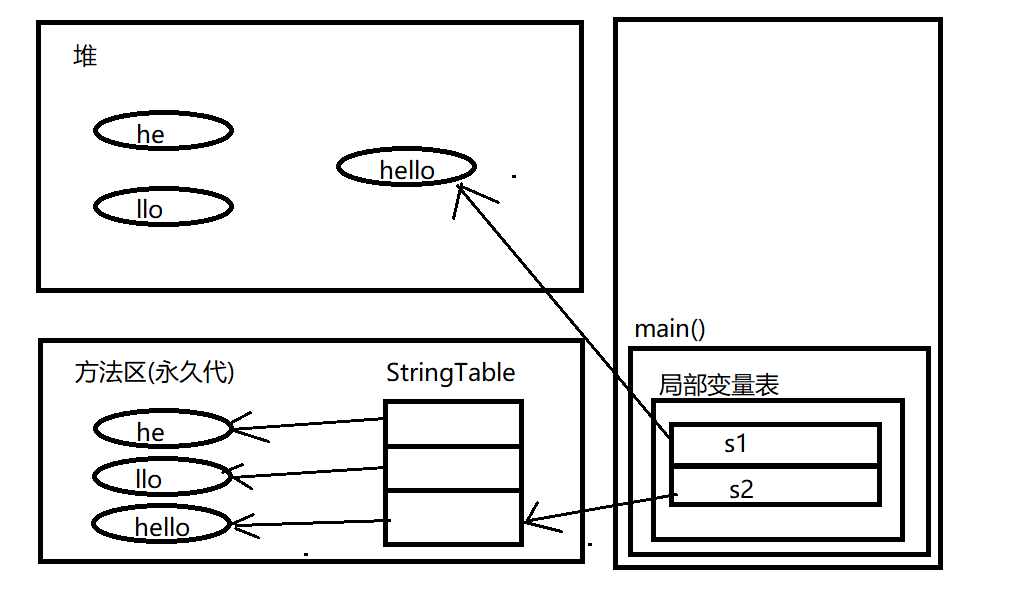 堆
he
llo
hello
方法区(永久代)
StringTable
he
llo
hello
main()
局部变量表
s1
s2